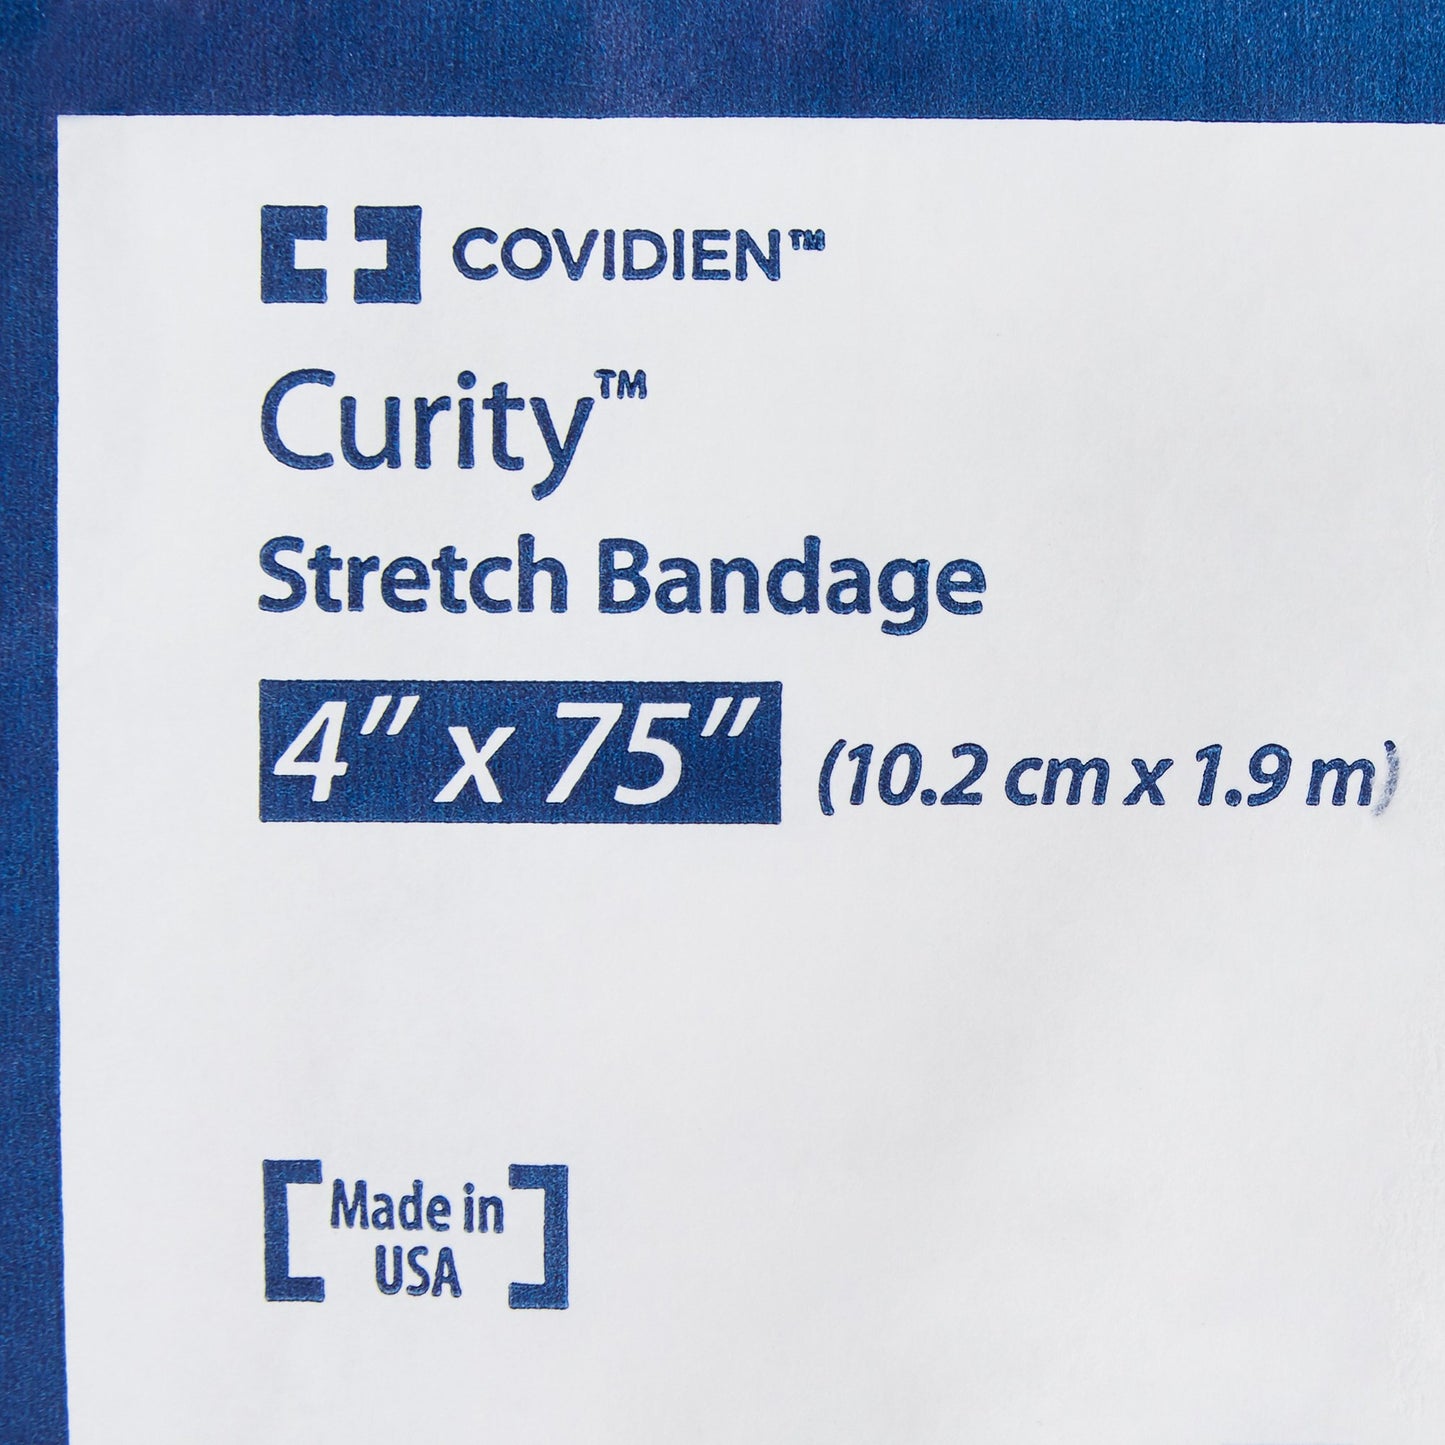 COVIDIEN™
Curity™
Stretch Bandage
4" x 75" (10.2 cm x 1.9 m)
Made in
USA